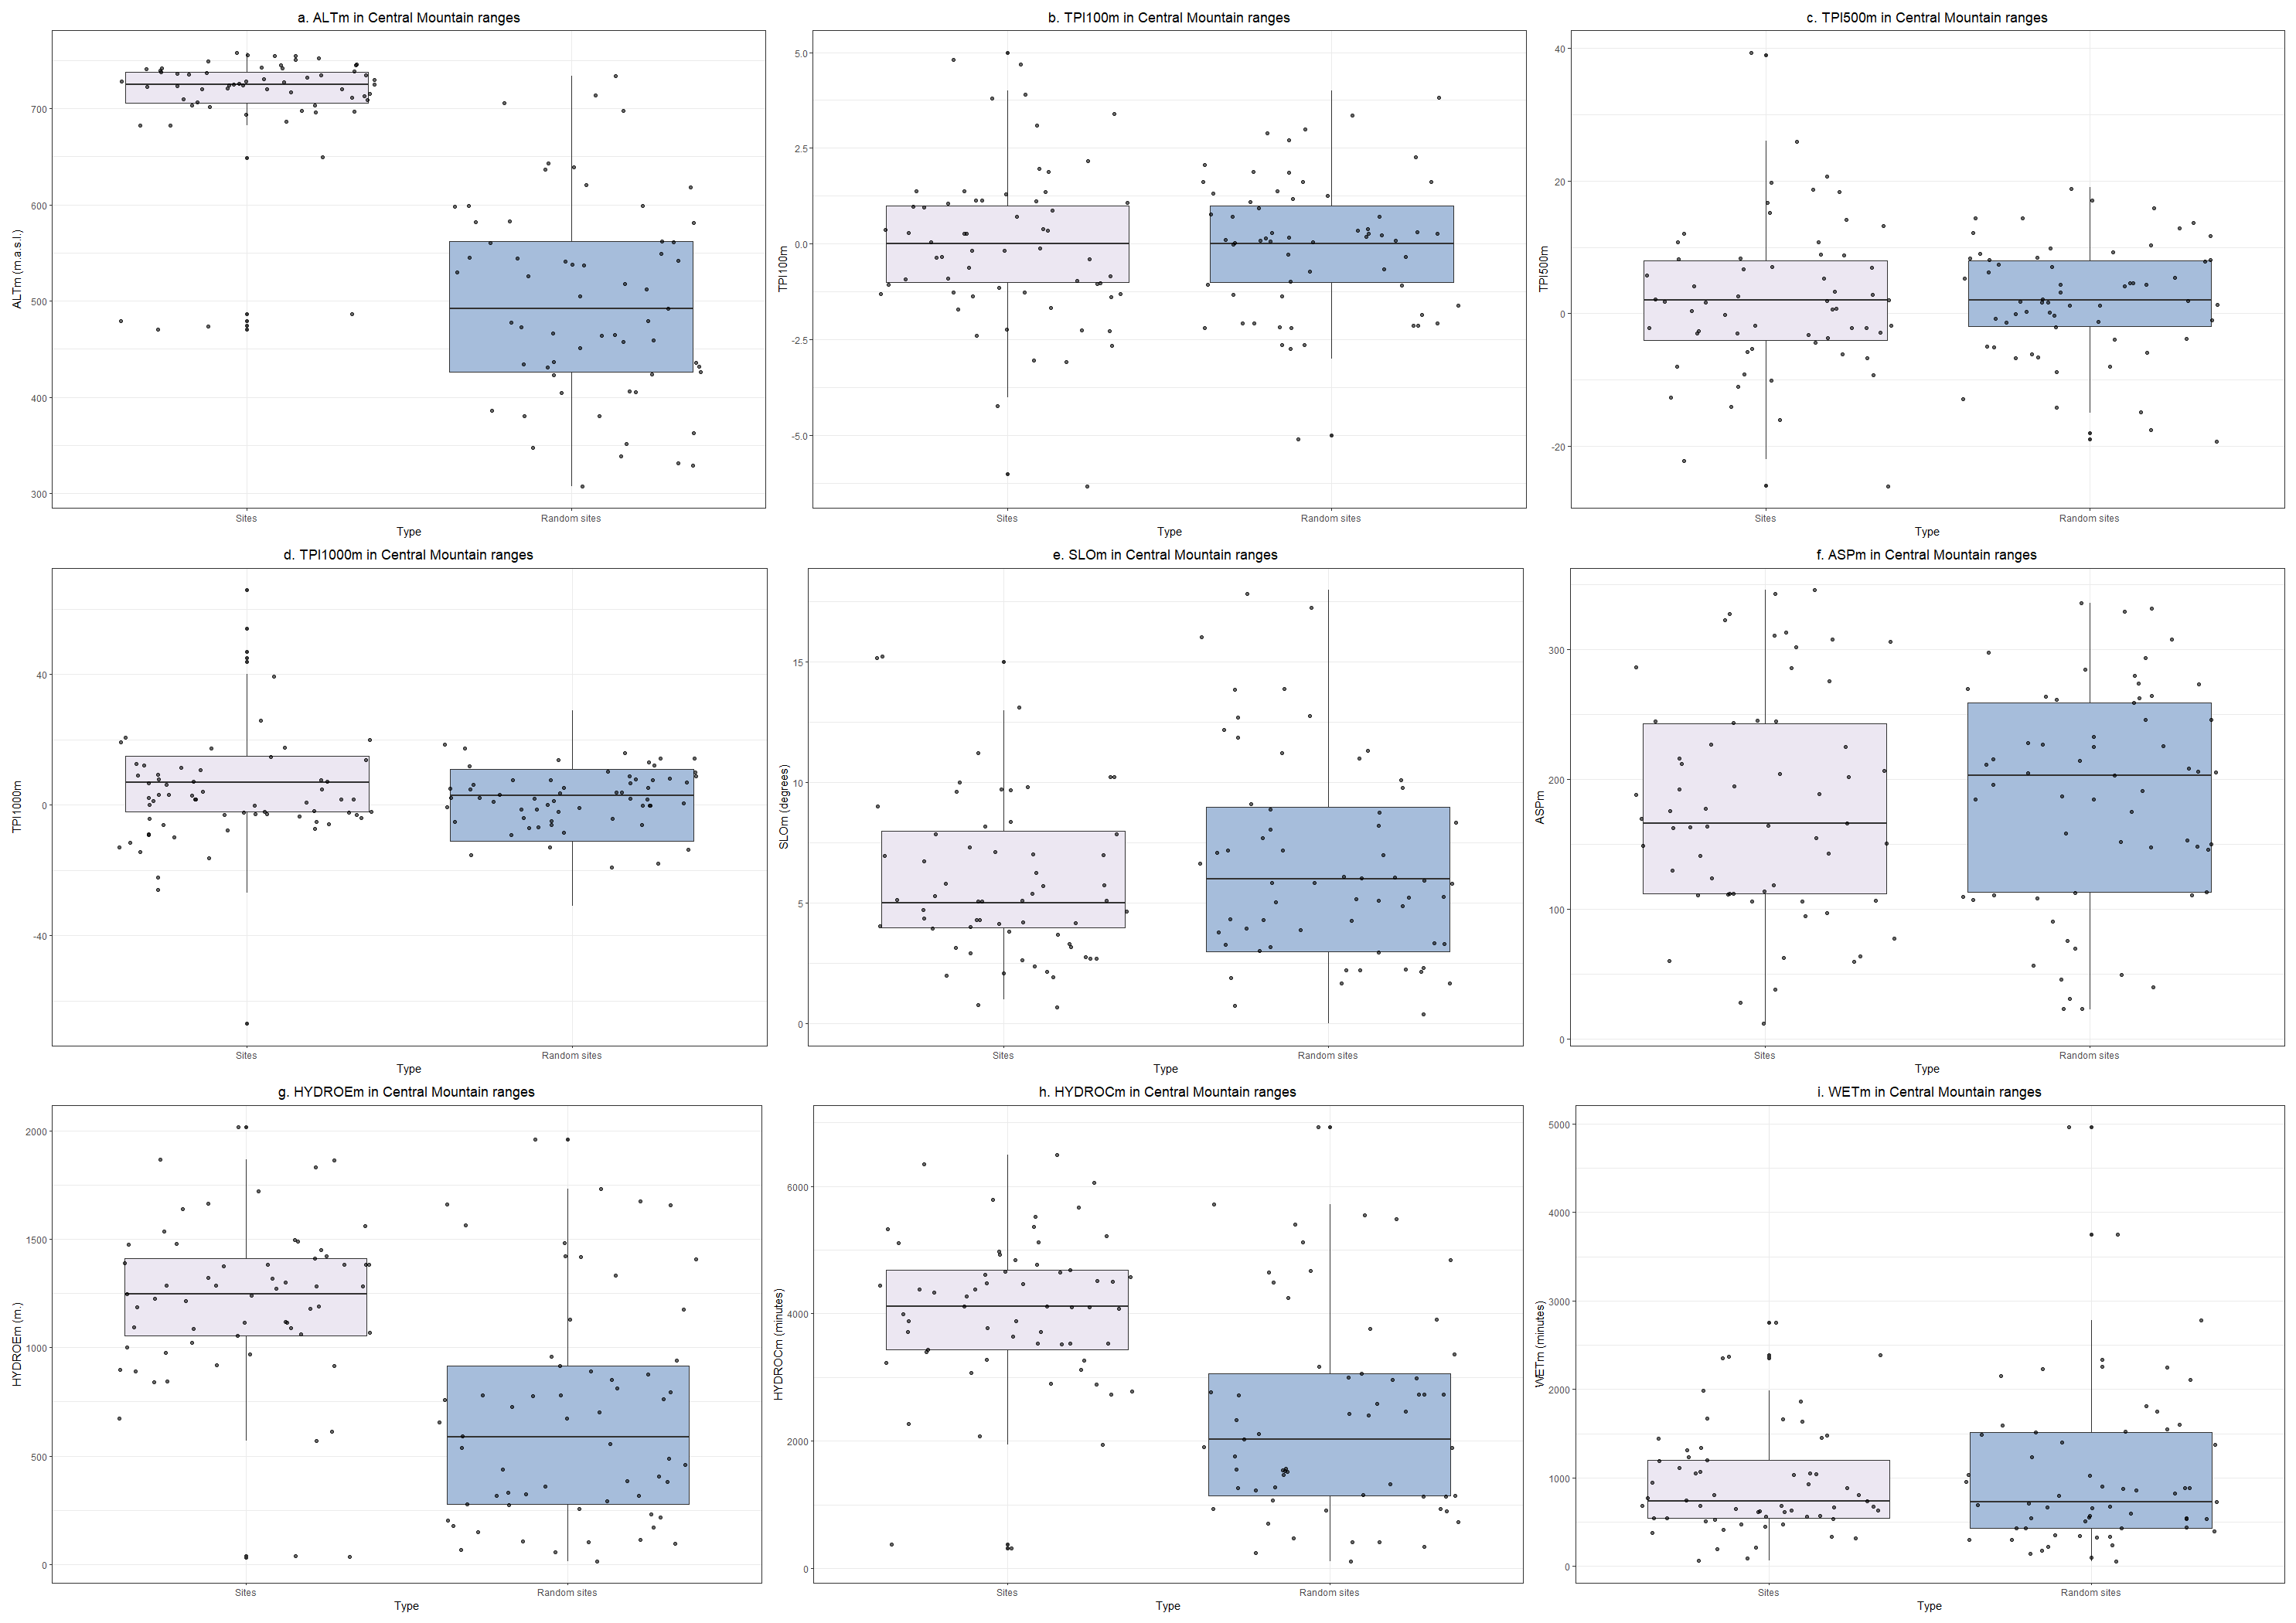 a. ALTm in Central Mountain ranges
ALTm (m.a.s.l.)
700
600
500
400
300
Sites
Random sites
Type
b. TPI100m in Central Mountain ranges
TPI100m
5.0
2.5
0.0
-2.5
-5.0
Sites
Random sites
Type
c. TPI500m in Central Mountain ranges
TPI500m
40
20
0
-20
Sites
Random sites
Type
d. TPI1000m in Central Mountain ranges
TPI1000m
40
0
-40
Sites
Random sites
Type
e. SLOm in Central Mountain ranges
SLOm (degrees)
15
10
5
0
Sites
Random sites
Type
f. ASPm in Central Mountain ranges
ASPm
300
200
100
0
Sites
Random sites
Type
g. HYDROEm in Central Mountain ranges
HYDROEm (m.)
2000
1500
1000
500
0
Sites
Random sites
Type
h. HYDROCm in Central Mountain ranges
HYDROCm (minutes)
6000
4000
2000
0
Sites
Random sites
Type
i. WETm in Central Mountain ranges
WETm (minutes)
5000
4000
3000
2000
1000
0
Sites
Random sites
Type